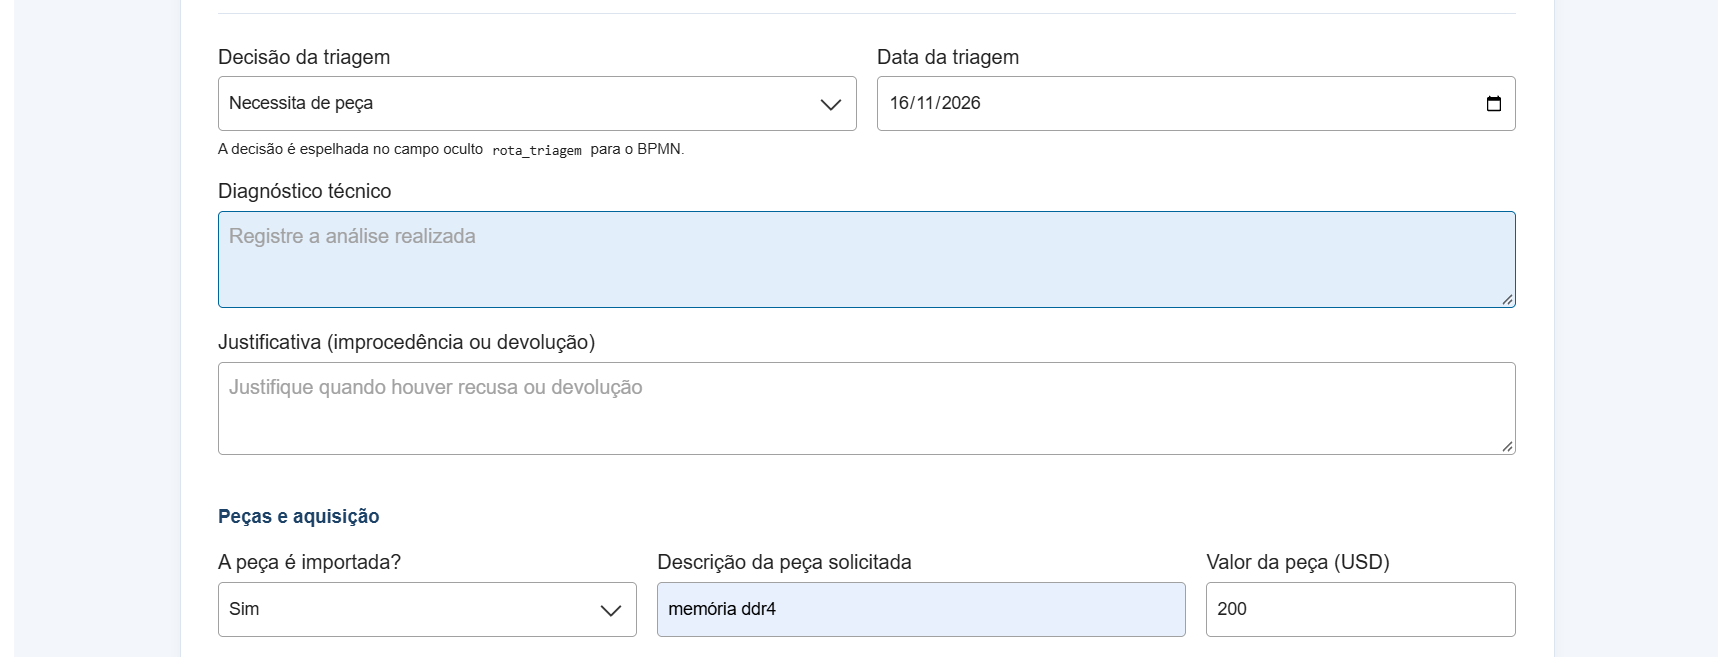 Decisão da triagem
Data da triagem
Necessita de peça
16/11/2026
A decisão é espelhada no campo oculto rota_triagem para o BPMN.
Diagnóstico técnico
Registre a análise realizada
Justificativa (improcedência ou devolução)
Justifique quando houver recusa ou devolução
Peças e aquisição
A peça é importada?
Descrição da peça solicitada
Valor da peça (USD)
Sim
memória ddr4
200